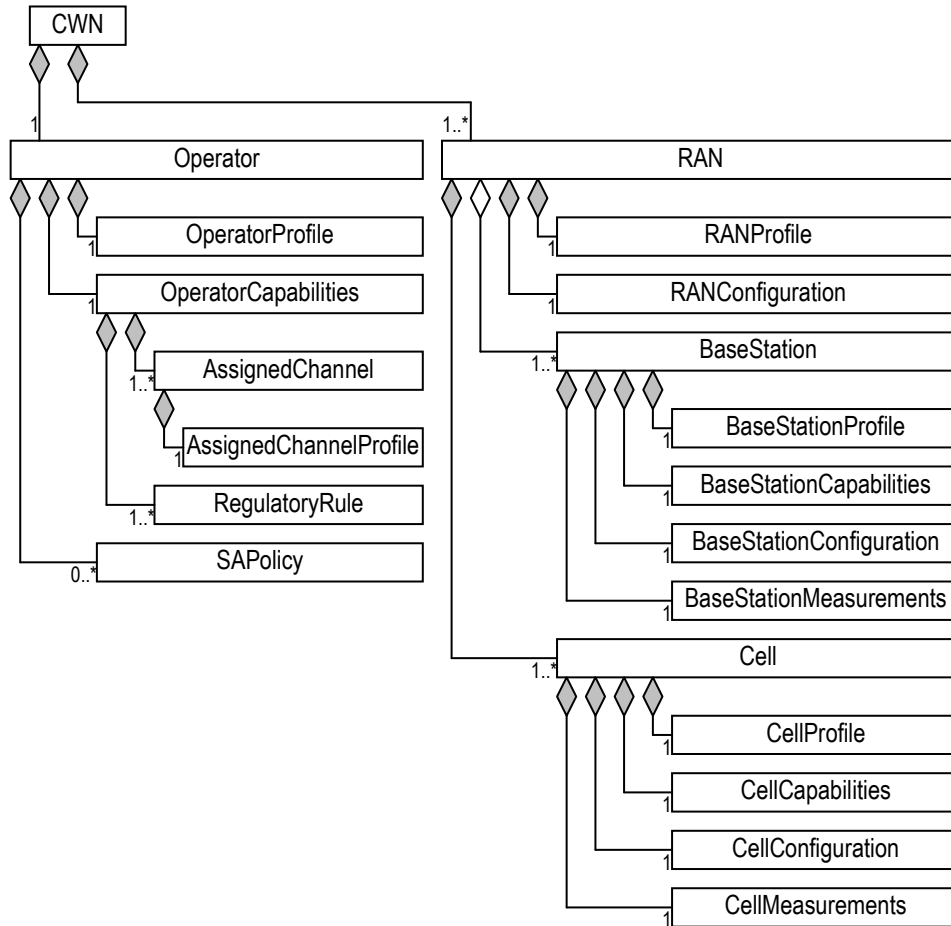 CWN
1
1..*
Operator
RAN
OperatorProfile
1
RANProfile
1
OperatorCapabilities
1
RANConfiguration
1
BaseStation
1..*
AssignedChannel
1..*
BaseStationProfile
1
AssignedChannelProfile
1
BaseStationCapabilities
1
RegulatoryRule
1..*
BaseStationConfiguration
1
SAPolicy
0..*
BaseStationMeasurements
1
Cell
1..*
CellProfile
1
CellCapabilities
1
CellConfiguration
1
CellMeasurements
1